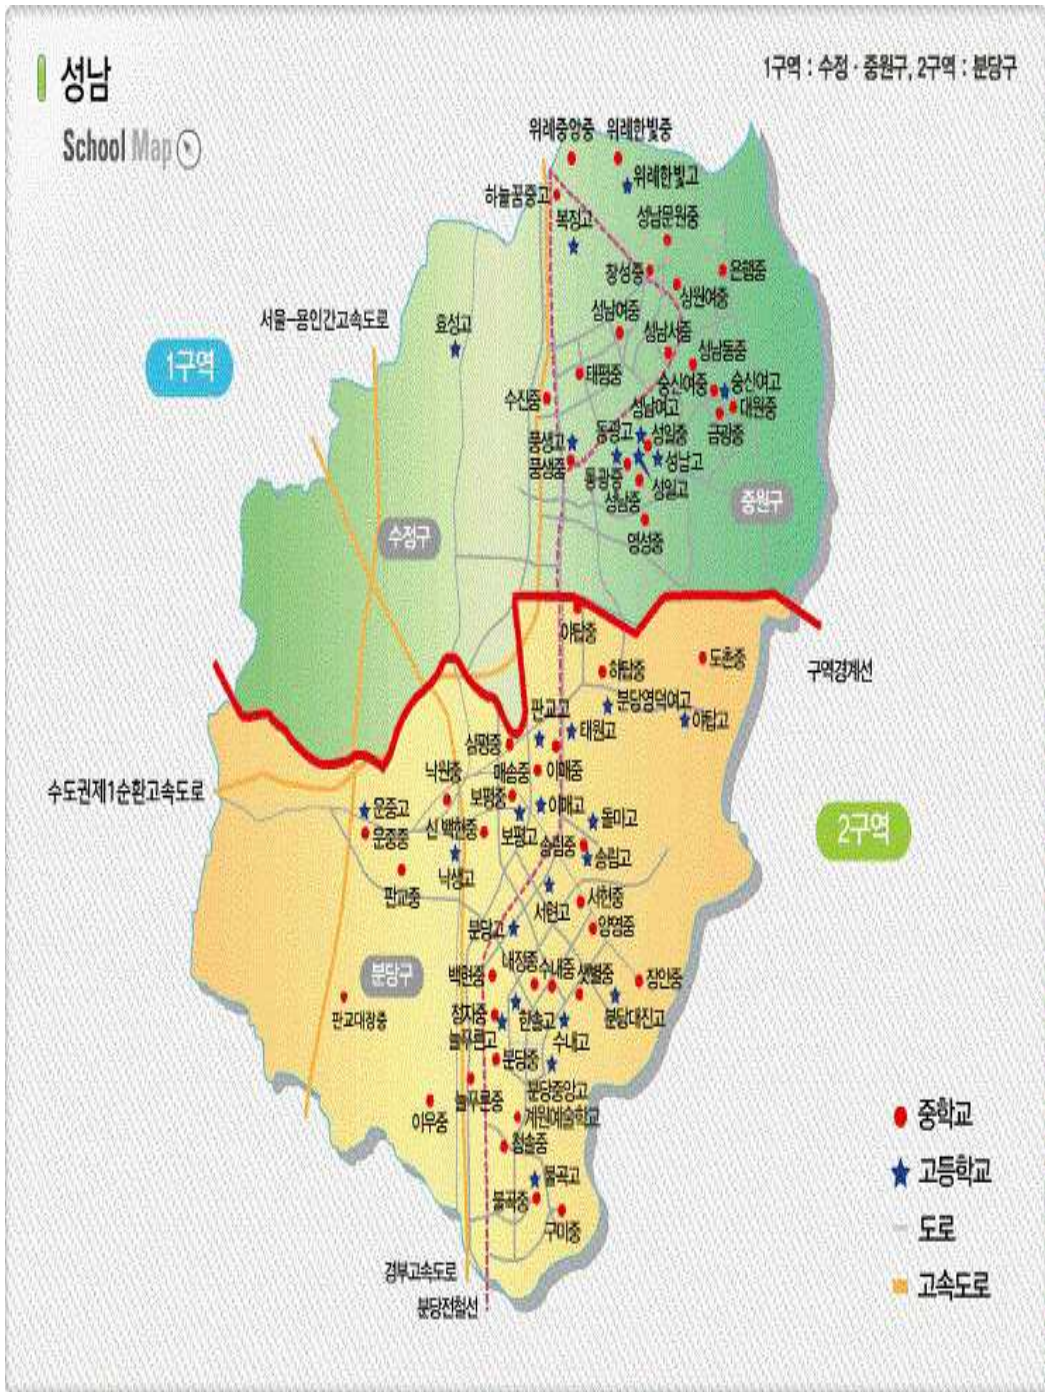 성남
1구역 : 수정 · 중원구, 2구역 : 분당구
School Map
위례중앙중
위례한빛중
위례한빛고
하늘꿈중고
복정고
성남문원중
창성중
은행중
상원여중
서울-용인간고속도로
효성고
성남여중
성남서중
성남동중
1구역
태평중
숭신여중
숭신여고
수진중
성남여고
대원중
금광중
동광고
성일중
풍생고
성남고
풍생중
동광중
성일고
성남중
중원구
수정구
영성중
야탑중
하탑중
도촌중
구역경계선
분당영덕여고
판교고
야탑고
태원고
삼평중
낙원중
매송중
이매중
수도권제1순환고속도로
보평중
이매고
운중고
돌미고
2구역
운중중
신백현중
보평고
송림중
송림고
낙생고
판교중
서현중
서현고
분당고
양영중
분당구
백현중
내정중
수내중
샛별중
장안중
판교대장중
정자중
한솔고
분당대진고
늘푸른고
수내고
분당중
분당중앙고
늘푸른중
이우중
계원예술학교
청솔중
불곡고
불곡중
구미중
경부고속도로
분당전철선
중학교
고등학교
도로
고속도로